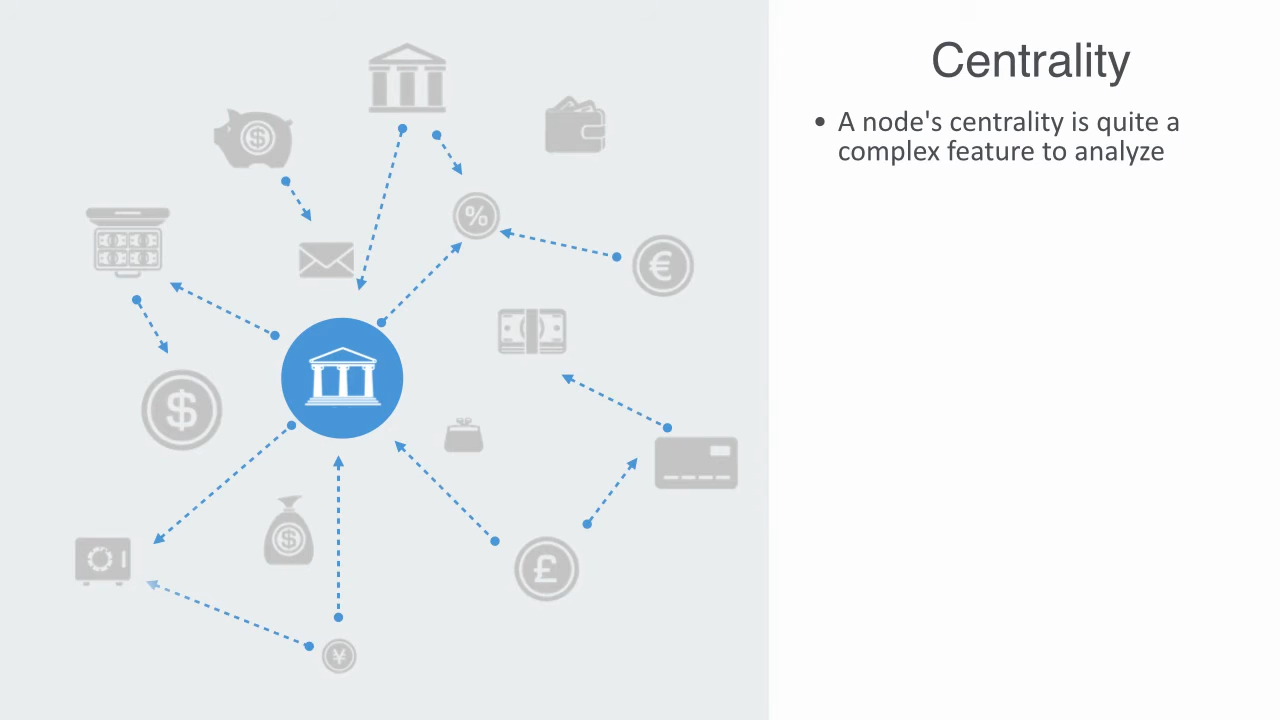 Centrality
• A node's centrality is quite a
complex feature to analyze
$
%
€
$
$
£
¥